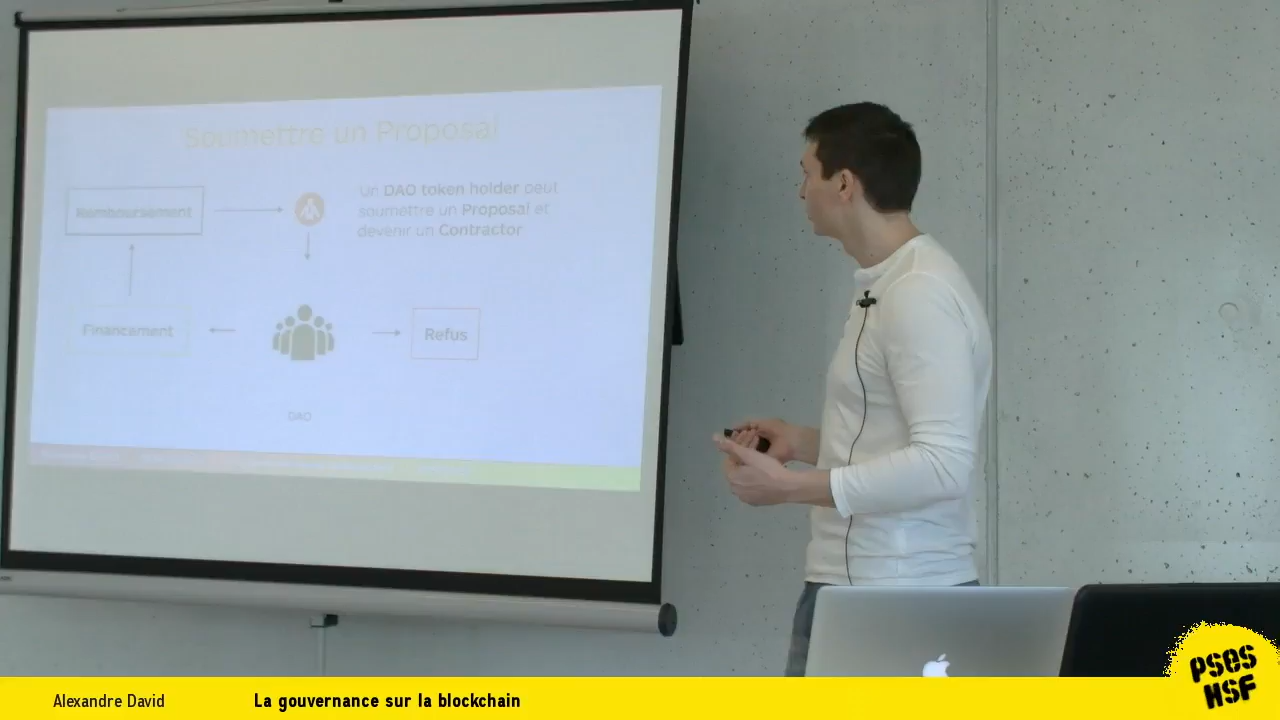 Soumettre un Proposal
Remboursement
Un DAO token holder peut
soumettre un Proposal et
devenir un Contractor
Financement
Refus
DAO
PSES
HSF
Alexandre David
La gouvernance sur la blockchain